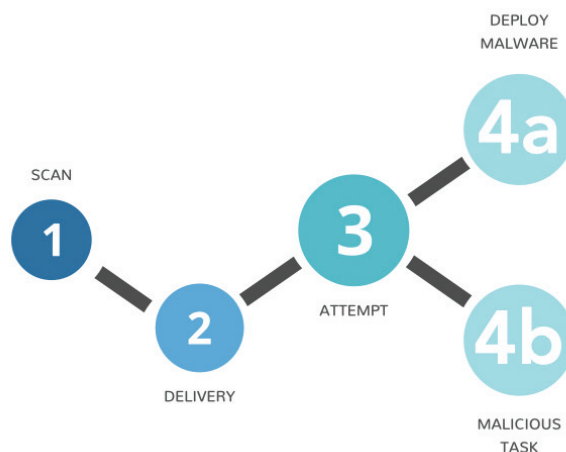 SCAN
1
2
DELIVERY
3
ATTEMPT
DEPLOY
MALWARE
4a
4b
MALICIOUS
TASK